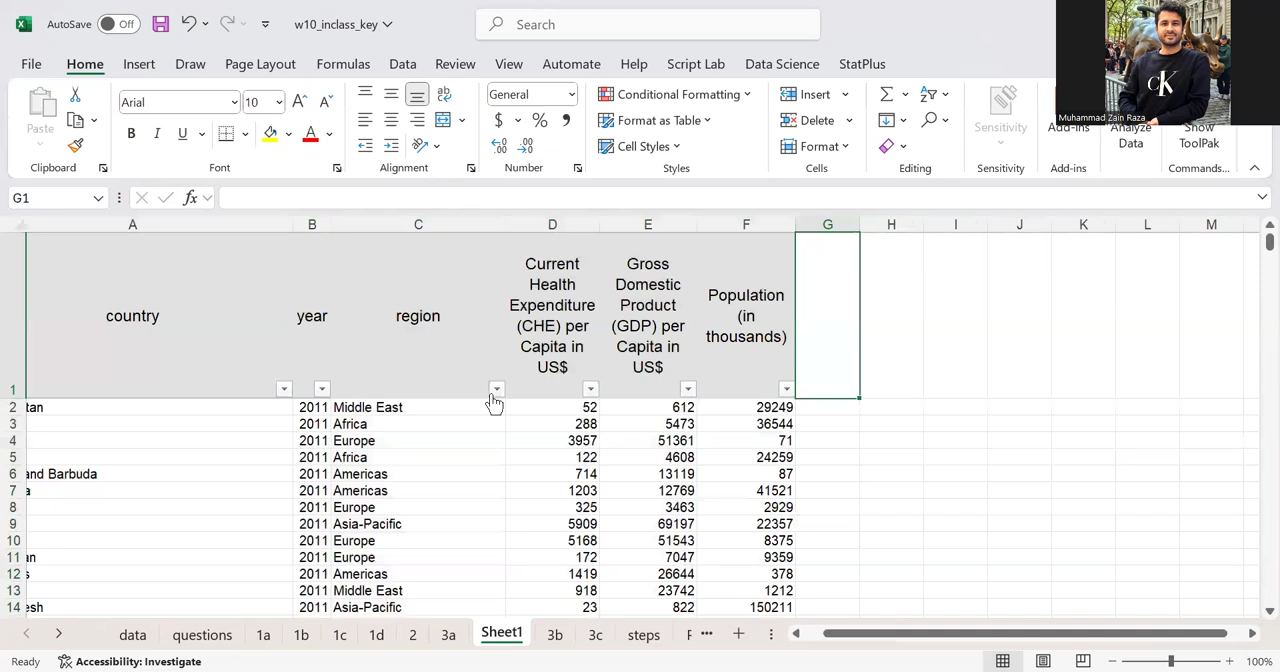 AutoSave Off w10_inclass_key Search
File Home Insert Draw Page Layout Formulas Data Review View Automate Help Script Lab Data Science StatPlus
Muhammad Zain Raza
Paste Arial 10 General Conditional Formatting Insert Sensitivity Add-ins Analyze Data Show ToolPak
B I U $ % Format as Table Delete
Cell Styles Format
Clipboard Font Alignment Number Styles Cells Editing Sensitivity Add-ins Commands...
G1 fx
A B C D E F G H I J K L M
1 country year region Current Health Expenditure (CHE) per Capita in US$ Gross Domestic Product (GDP) per Capita in US$ Population (in thousands)
2 tan 2011 Middle East 52 612 29249
3 2011 Africa 288 5473 36544
4 2011 Europe 3957 51361 71
5 2011 Africa 122 4608 24259
6 and Barbuda 2011 Americas 714 13119 87
7 a 2011 Americas 1203 12769 41521
8 2011 Europe 325 3463 2929
9 2011 Asia-Pacific 5909 69197 22357
10 2011 Europe 5168 51543 8375
11 an 2011 Europe 172 7047 9359
12 s 2011 Americas 1419 26644 378
13 2011 Middle East 918 23742 1212
14 esh 2011 Asia-Pacific 23 822 150211
data questions 1a 1b 1c 1d 2 3a Sheet1 3b 3c steps
Ready Accessibility: Investigate 100%